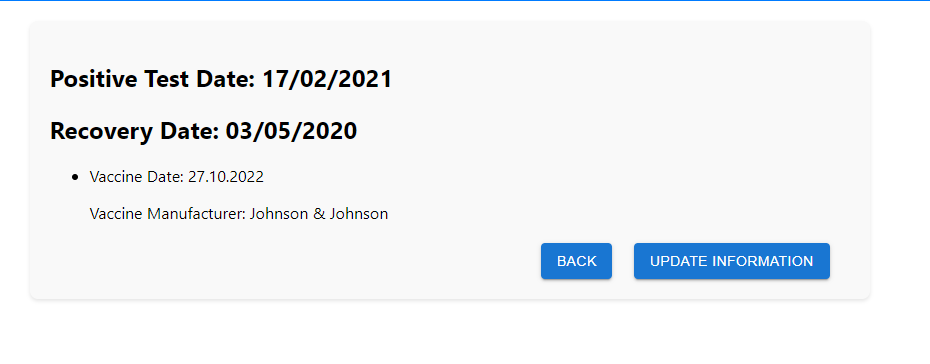 Positive Test Date: 17/02/2021
Recovery Date: 03/05/2020
Vaccine Date: 27.10.2022
Vaccine Manufacturer: Johnson & Johnson
BACK UPDATE INFORMATION